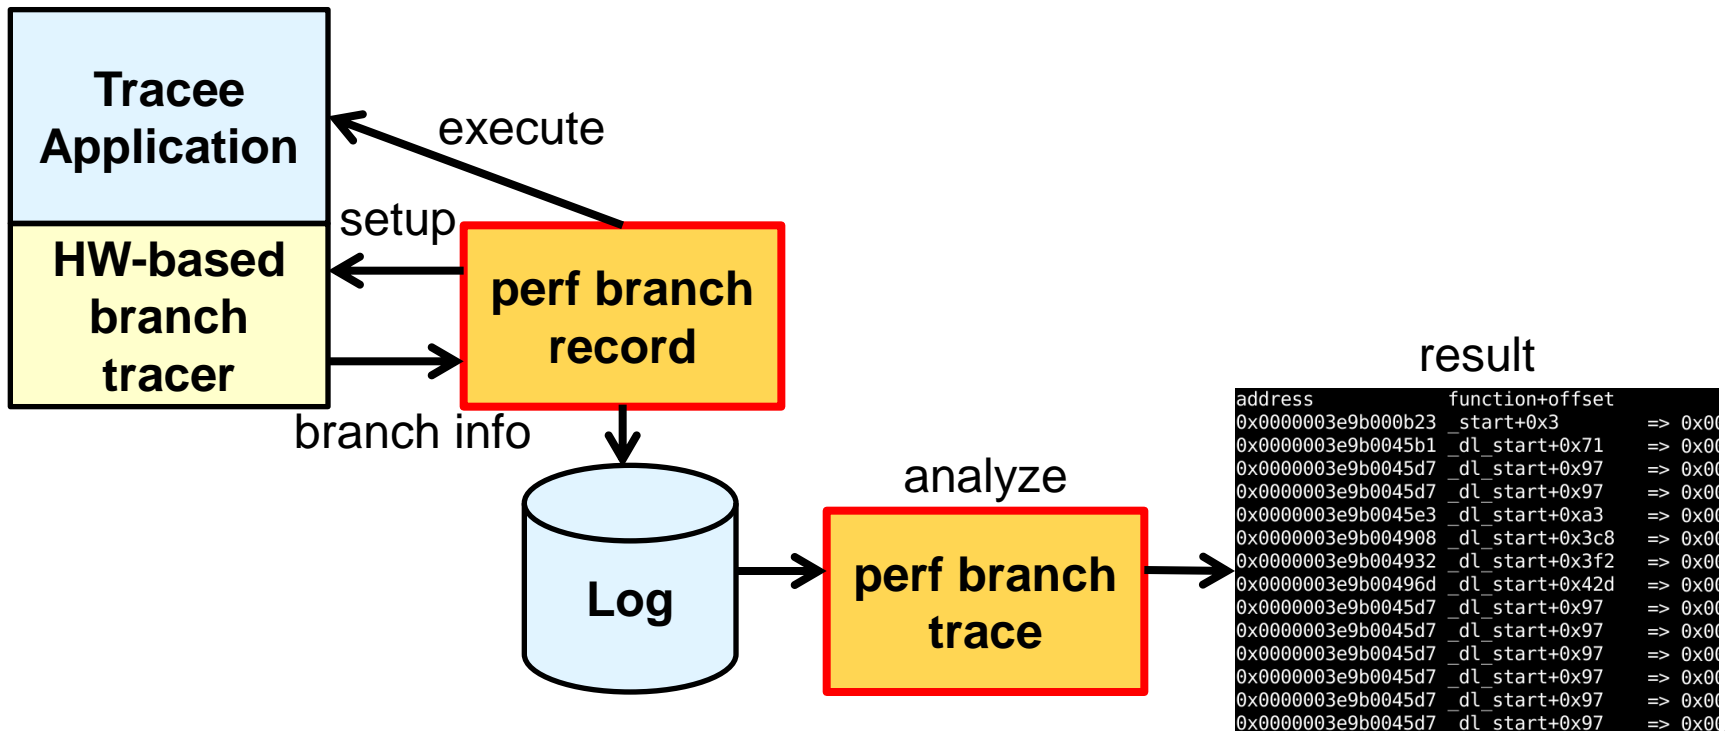 Tracee
Application
execute
setup
HW-based
branch
tracer
perf branch
record
branch info
Log
analyze
perf branch
trace
result
address function+offset
0x0000003e9b000b23 _start+0x3 => 0x00
0x0000003e9b0045b1 _dl_start+0x71 => 0x00
0x0000003e9b0045d7 _dl_start+0x97 => 0x00
0x0000003e9b0045d7 _dl_start+0x97 => 0x00
0x0000003e9b0045e3 _dl_start+0xa3 => 0x00
0x0000003e9b004908 _dl_start+0x3c8 => 0x00
0x0000003e9b004932 _dl_start+0x3f2 => 0x00
0x0000003e9b00496d _dl_start+0x42d => 0x00
0x0000003e9b0045d7 _dl_start+0x97 => 0x00
0x0000003e9b0045d7 _dl_start+0x97 => 0x00
0x0000003e9b0045d7 _dl_start+0x97 => 0x00
0x0000003e9b0045d7 _dl_start+0x97 => 0x00
0x0000003e9b0045d7 _dl_start+0x97 => 0x00
0x0000003e9b0045d7 _dl_start+0x97 => 0x00